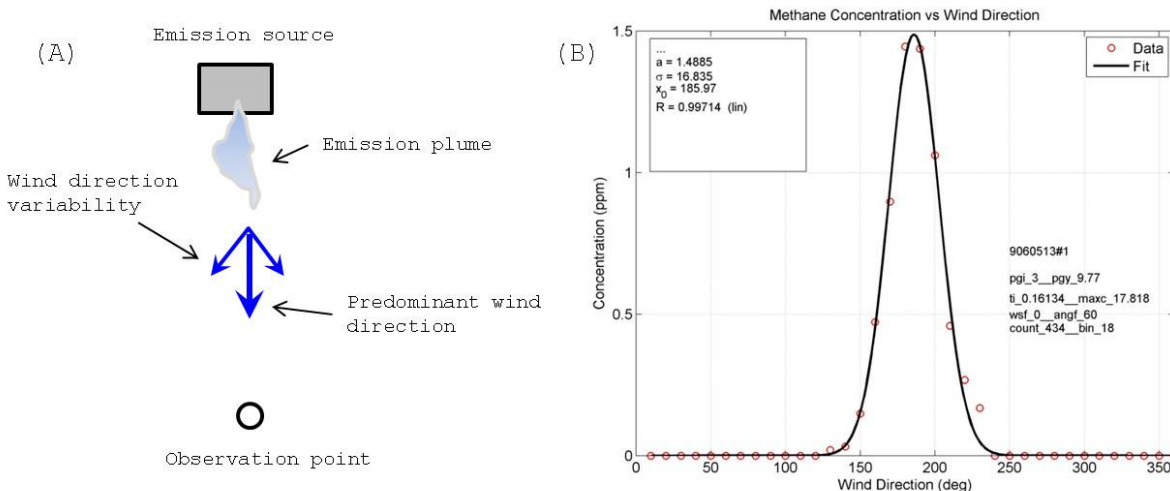 (A)
Emission source
Emission plume
Wind direction
variability
Predominant wind
direction
Observation point
(B)
Methane Concentration vs Wind Direction
Concentration (ppm)
1.5
1
0.5
0
...
a = 1.4885
σ = 16.835
x0 = 185.97
R = 0.99714 (lin)
Data
Fit
9060513#1
pgi_3__pgy_9.77
ti_0.16134__maxc_17.818
wsf_0__angf_60
count_434__bin_18
0 50 100 150 200 250 300 350
Wind Direction (deg)